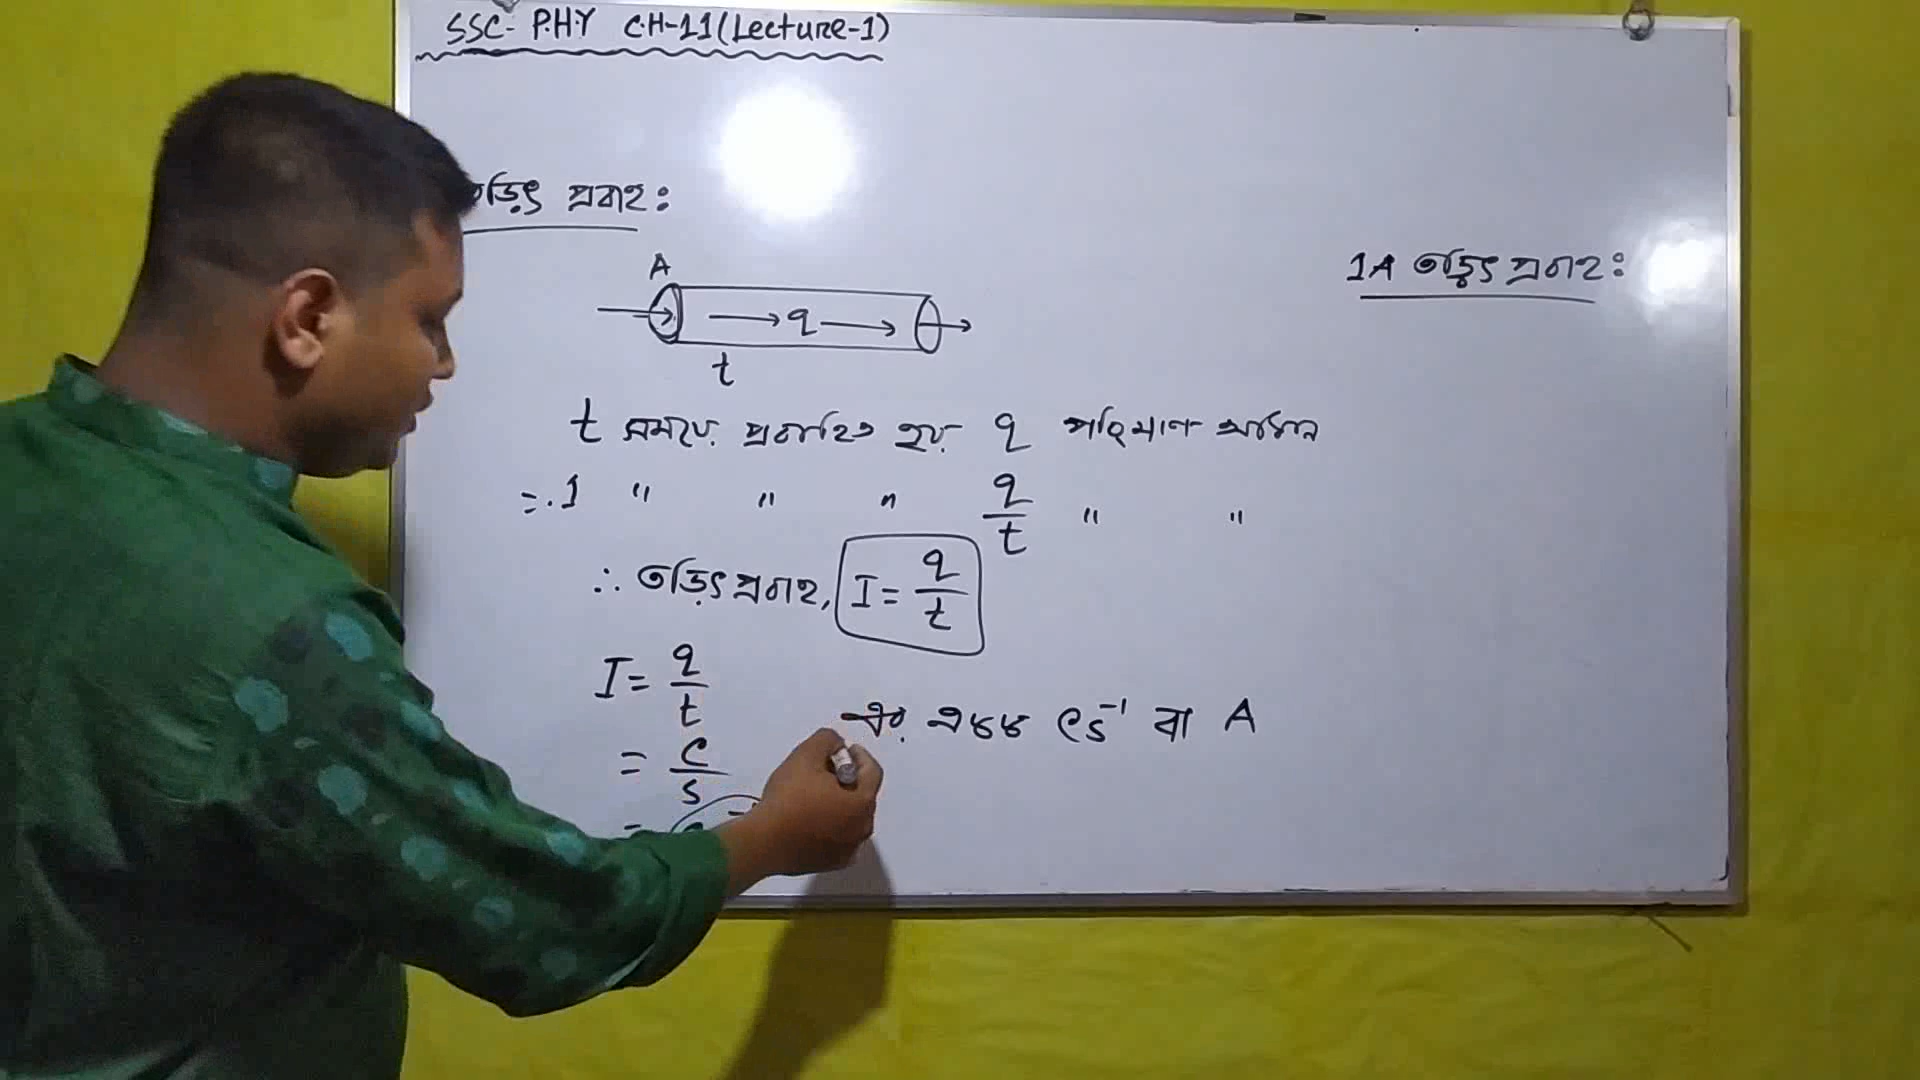 SSC- PHY CH-11(Lecture-1)
তড়িৎ প্রবাহ:
1A তড়িৎ প্রবাহ:
A
q
t
t সময়ে প্রবাহিত হয় q পরিমাণ আধান
∴ 1 " " " q/t " "
∴ তড়িৎ প্রবাহ, I = q/t
I = q/t
এর একক Cs⁻¹ বা A
= C/s
=